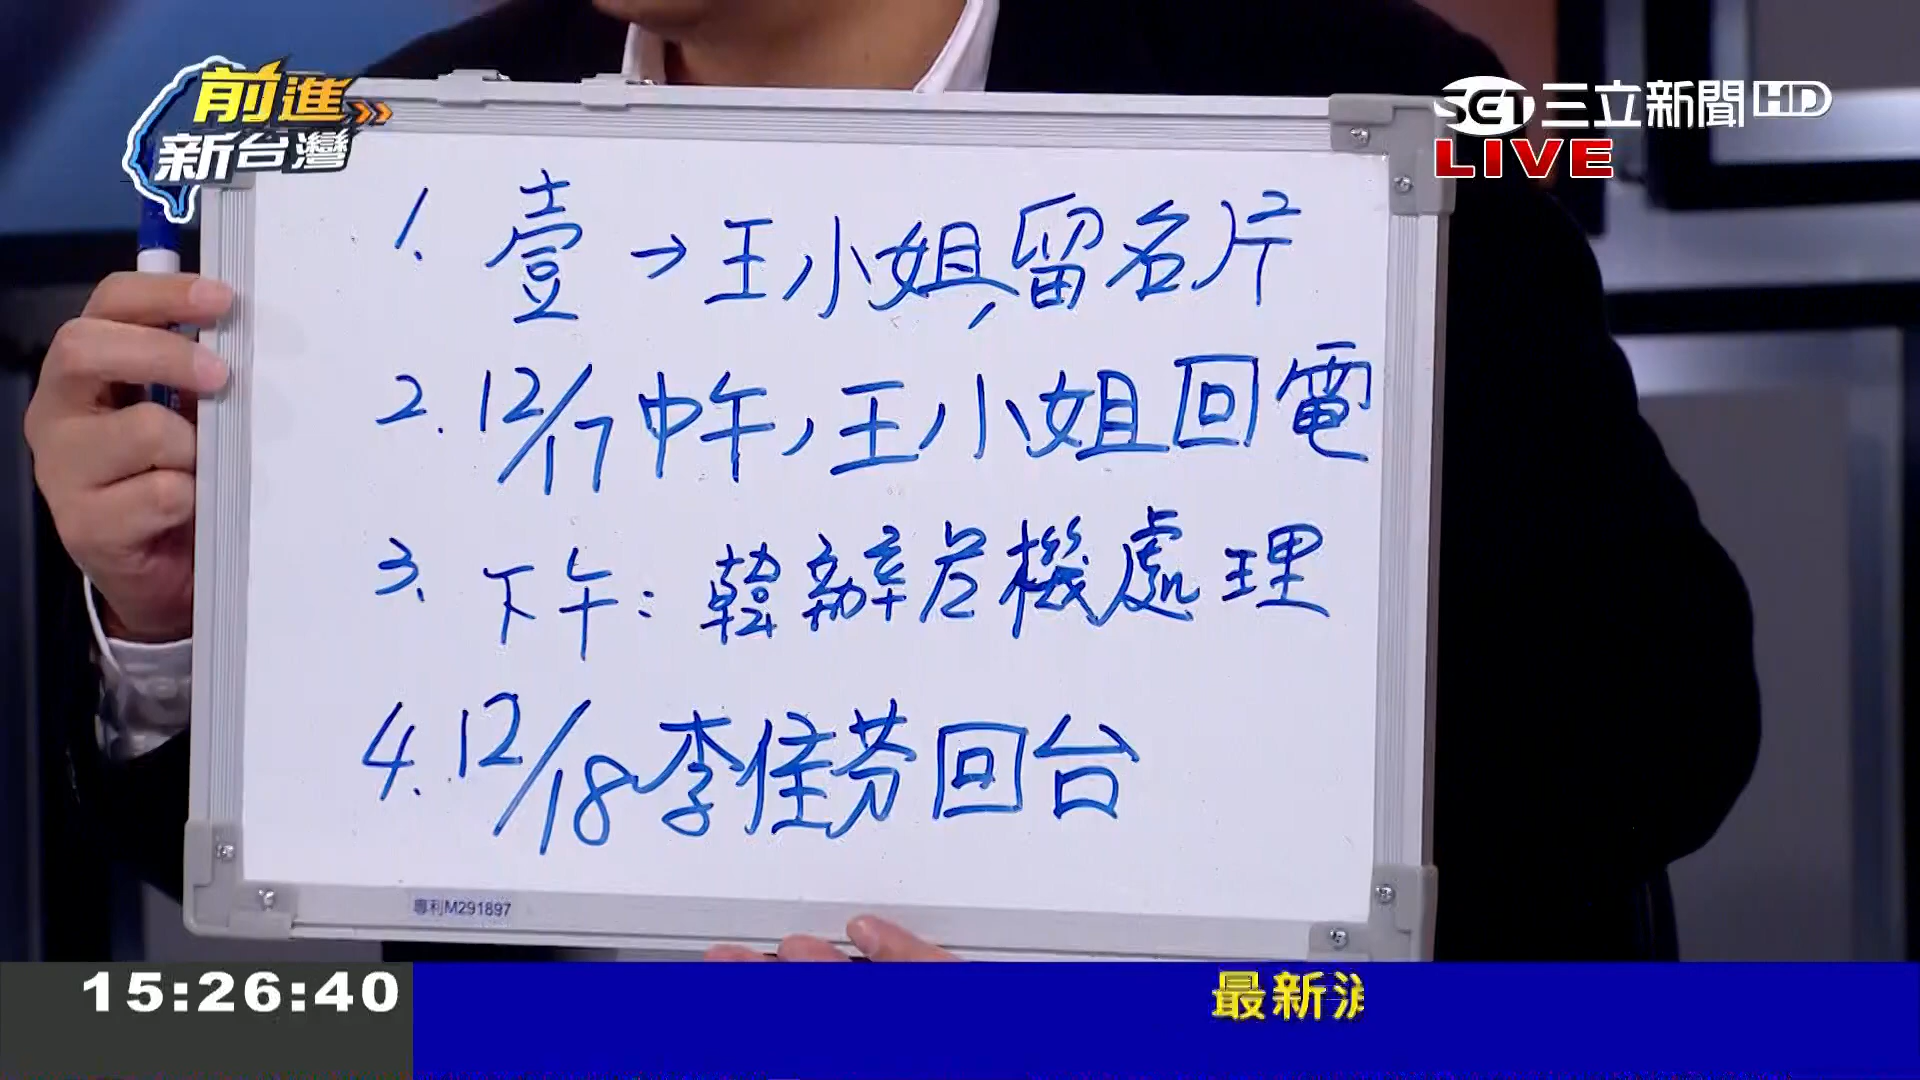 前進
新台灣
SET三立新聞HD
LIVE
1. 壹→王小姐,留名片
2. 12/17中午,王小姐回電
3. 下午:韓辦危機處理
4. 12/18李佳芬回台
專利M291897
15:26:40
最新